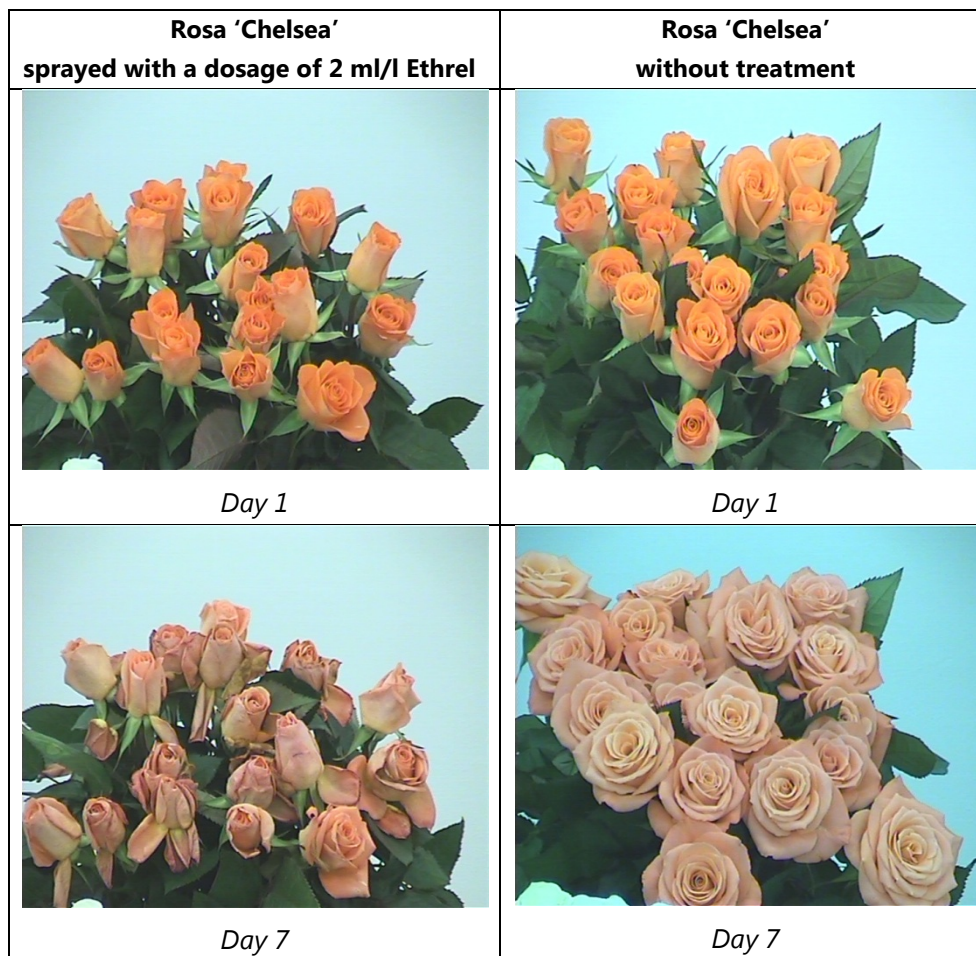 Rosa ‘Chelsea’
sprayed with a dosage of 2 ml/l Ethrel
Rosa ‘Chelsea’
without treatment
Day 1
Day 1
Day 7
Day 7